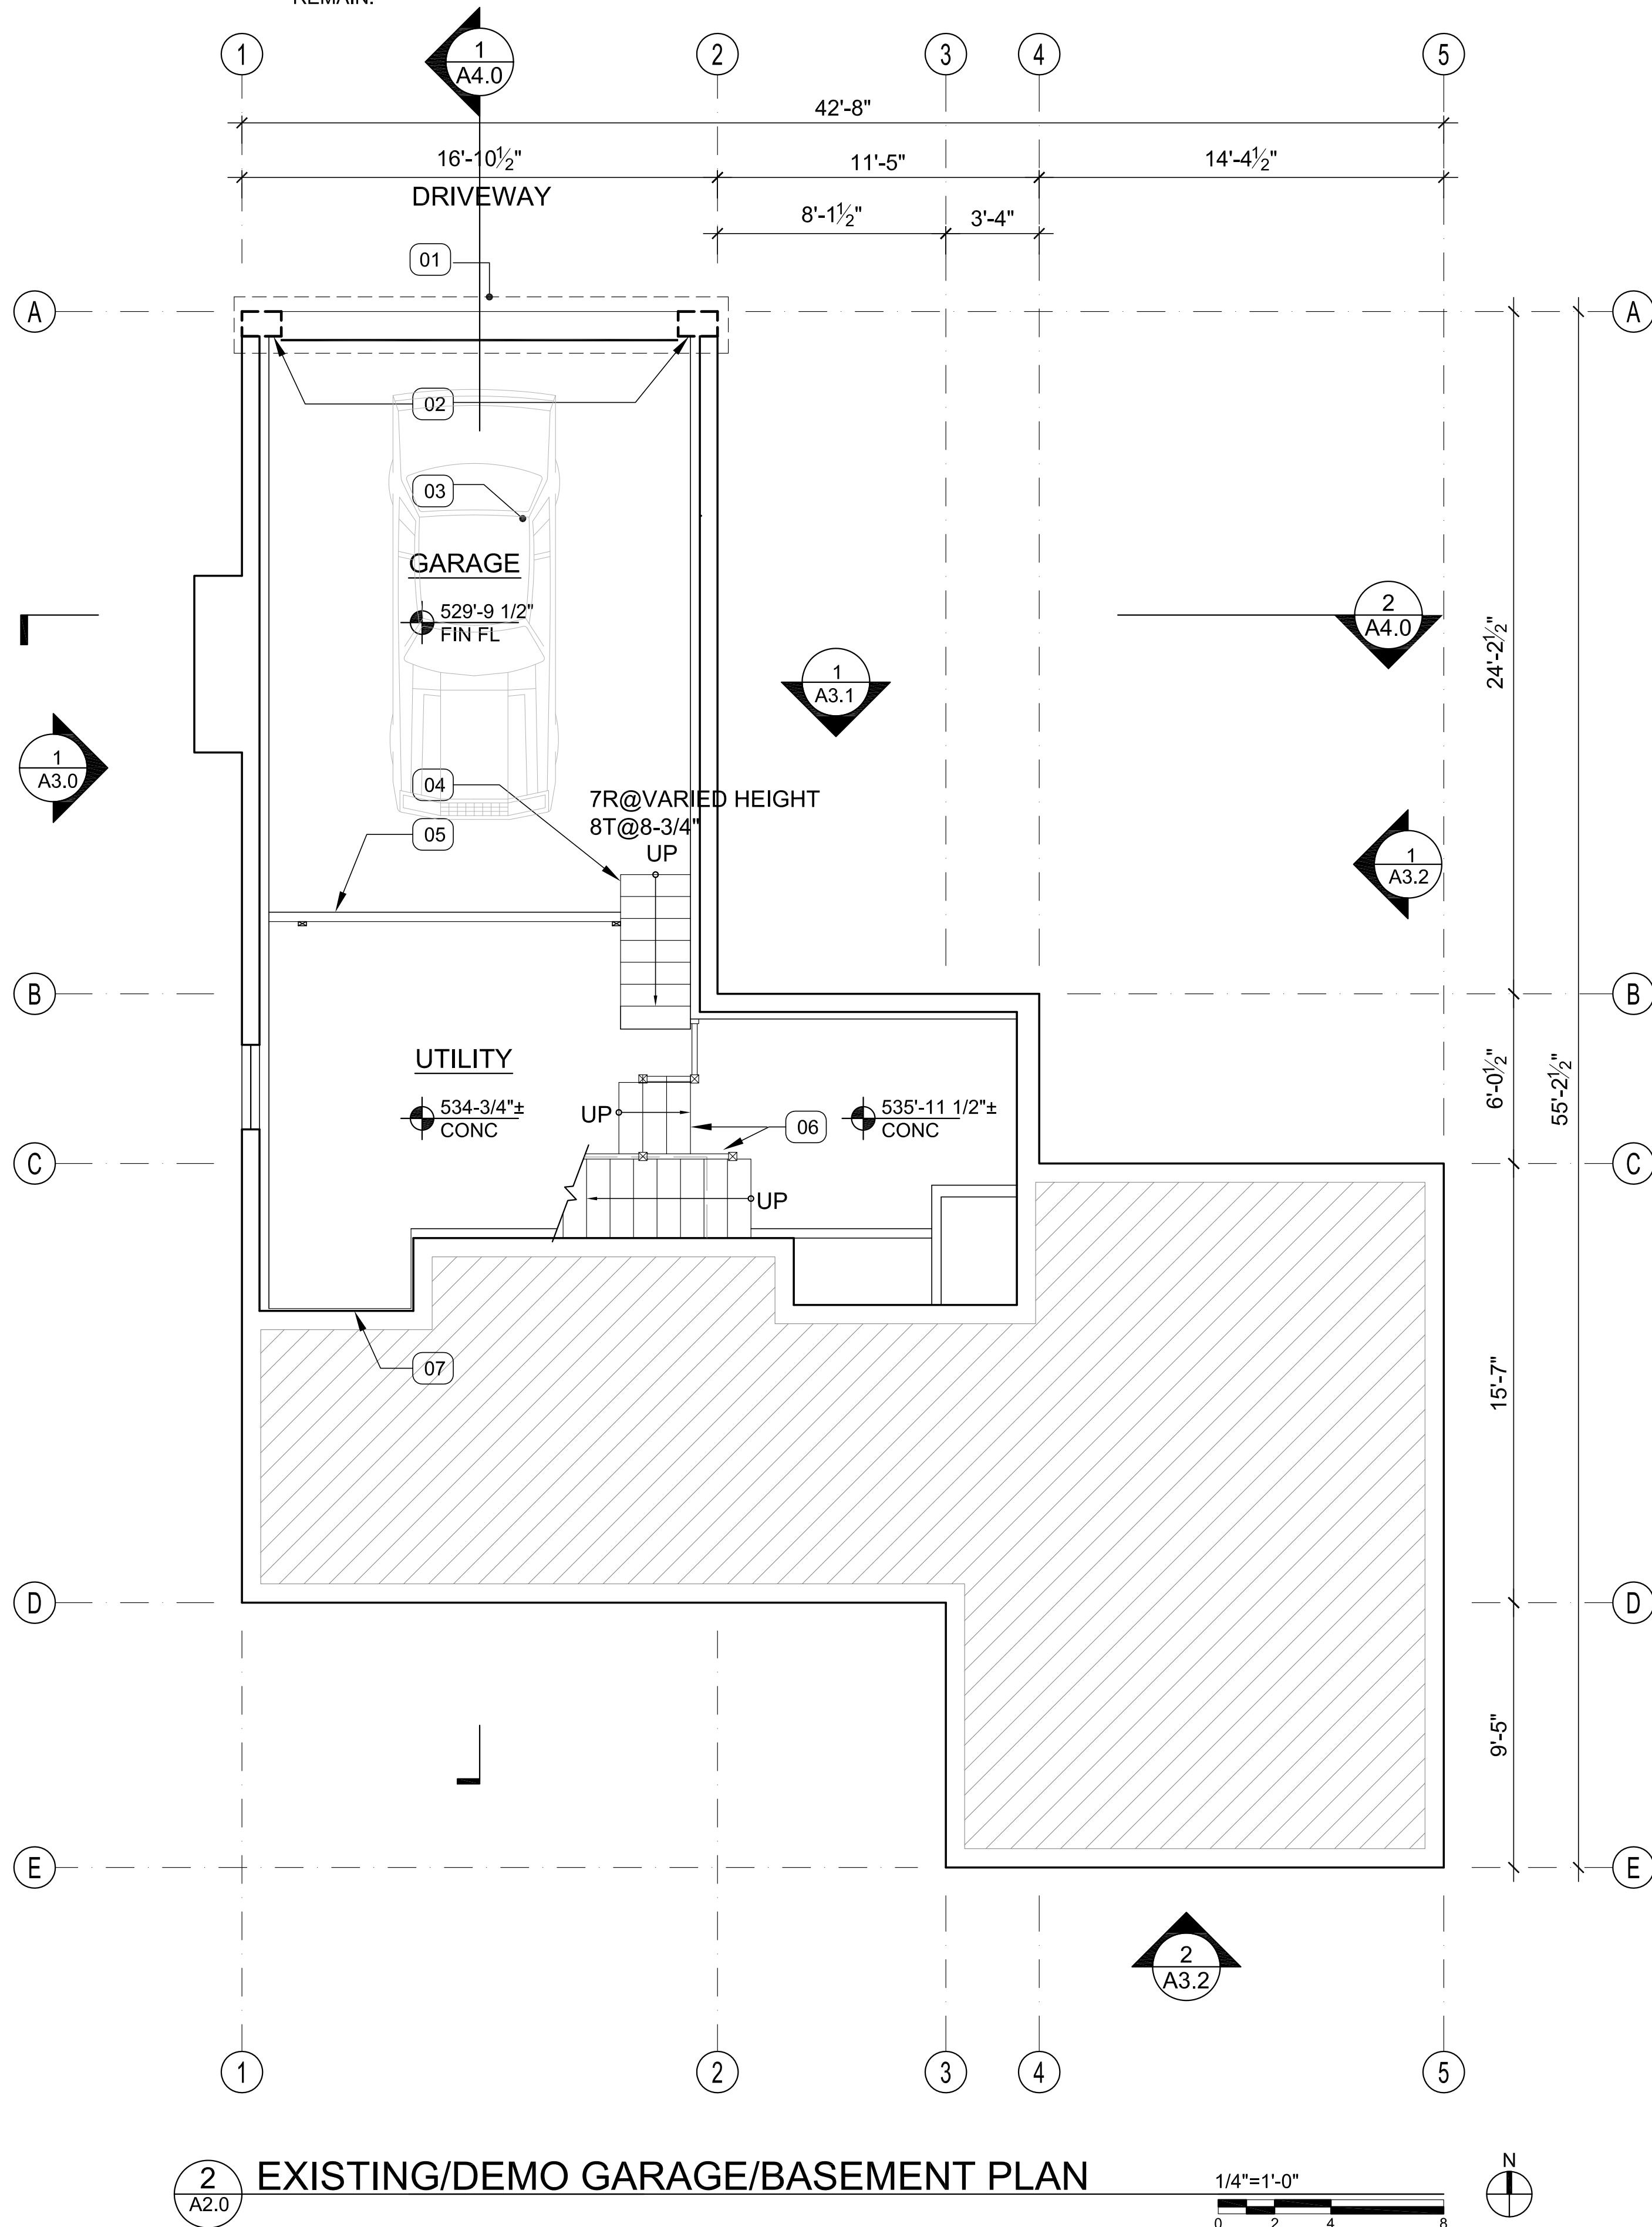 REMAIN.
1
A4.0
1
2
3
4
5
42'-8"
16'-10½"
11'-5"
14'-4½"
DRIVEWAY
8'-1½"
3'-4"
01
A
A
02
03
GARAGE
529'-9 1/2"
FIN FL
2
A4.0
24'-2½"
1
A3.1
1
A3.0
04
7R@VARIED HEIGHT
8T@8-3/4"
UP
05
1
A3.2
B
B
UTILITY
534-3/4"±
CONC
UP
06
535'-11 1/2"±
CONC
6'-0½"
55'-2½"
C
C
UP
07
15'-7"
D
D
9'-5"
E
E
2
A3.2
1
2
3
4
5
2
A2.0
EXISTING/DEMO GARAGE/BASEMENT PLAN
1/4"=1'-0"
0 2 4 8
N